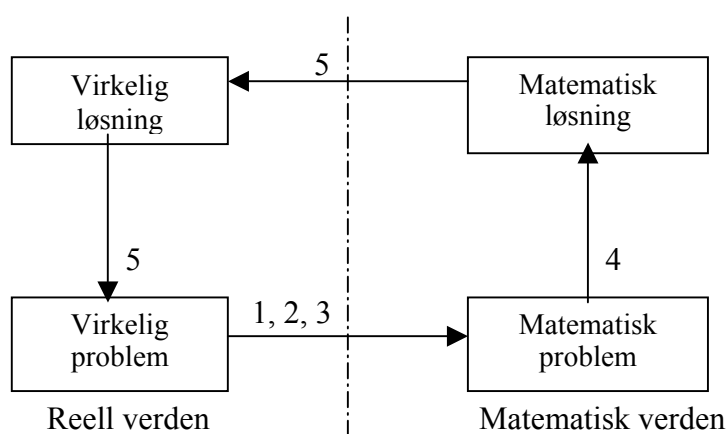 Virkelig
løsning
5
Matematisk
løsning
5
4
Virkelig
problem
1, 2, 3
Matematisk
problem
Reell verden
Matematisk verden